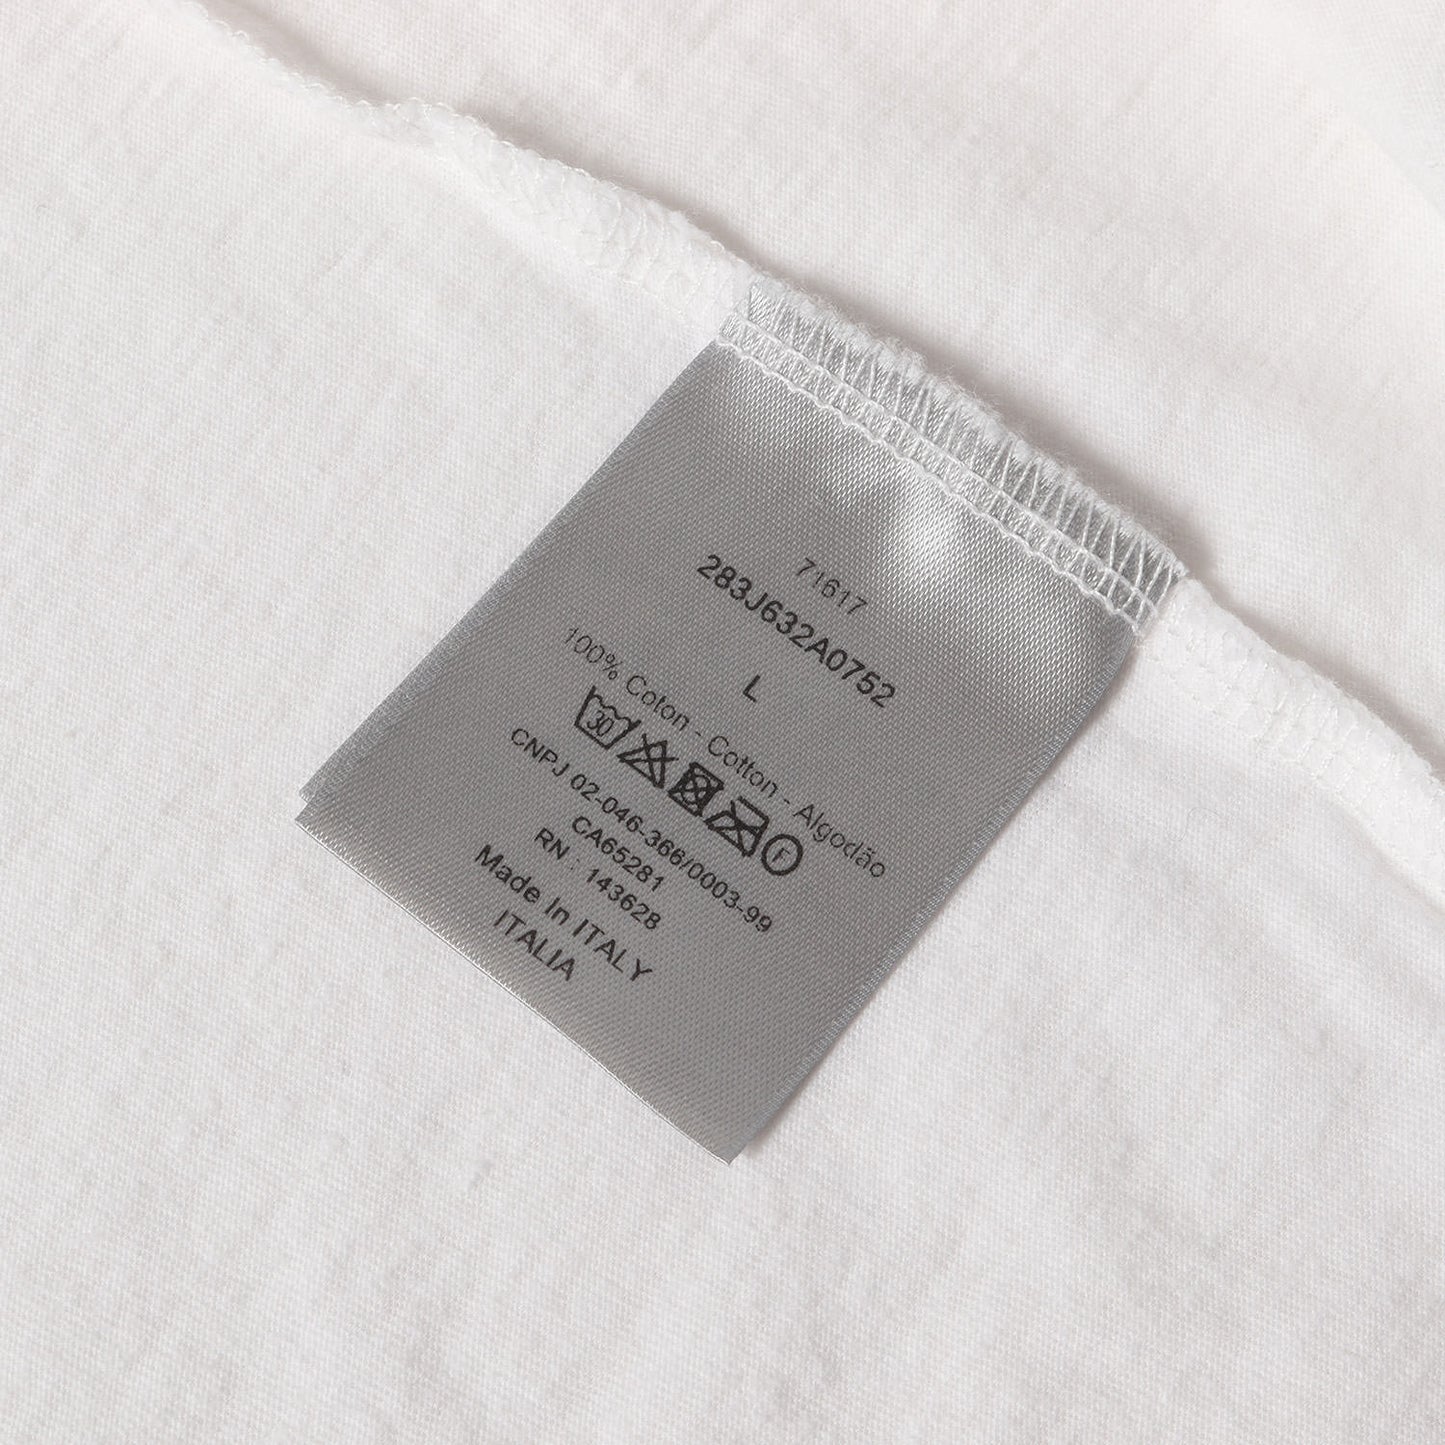 71617
283J632A0752
L
100% Coton - Cotton - Algodão
30 F
CNPJ 02-046-366/0003-99
CA65281
RN : 143628
Made In ITALY
ITALIA